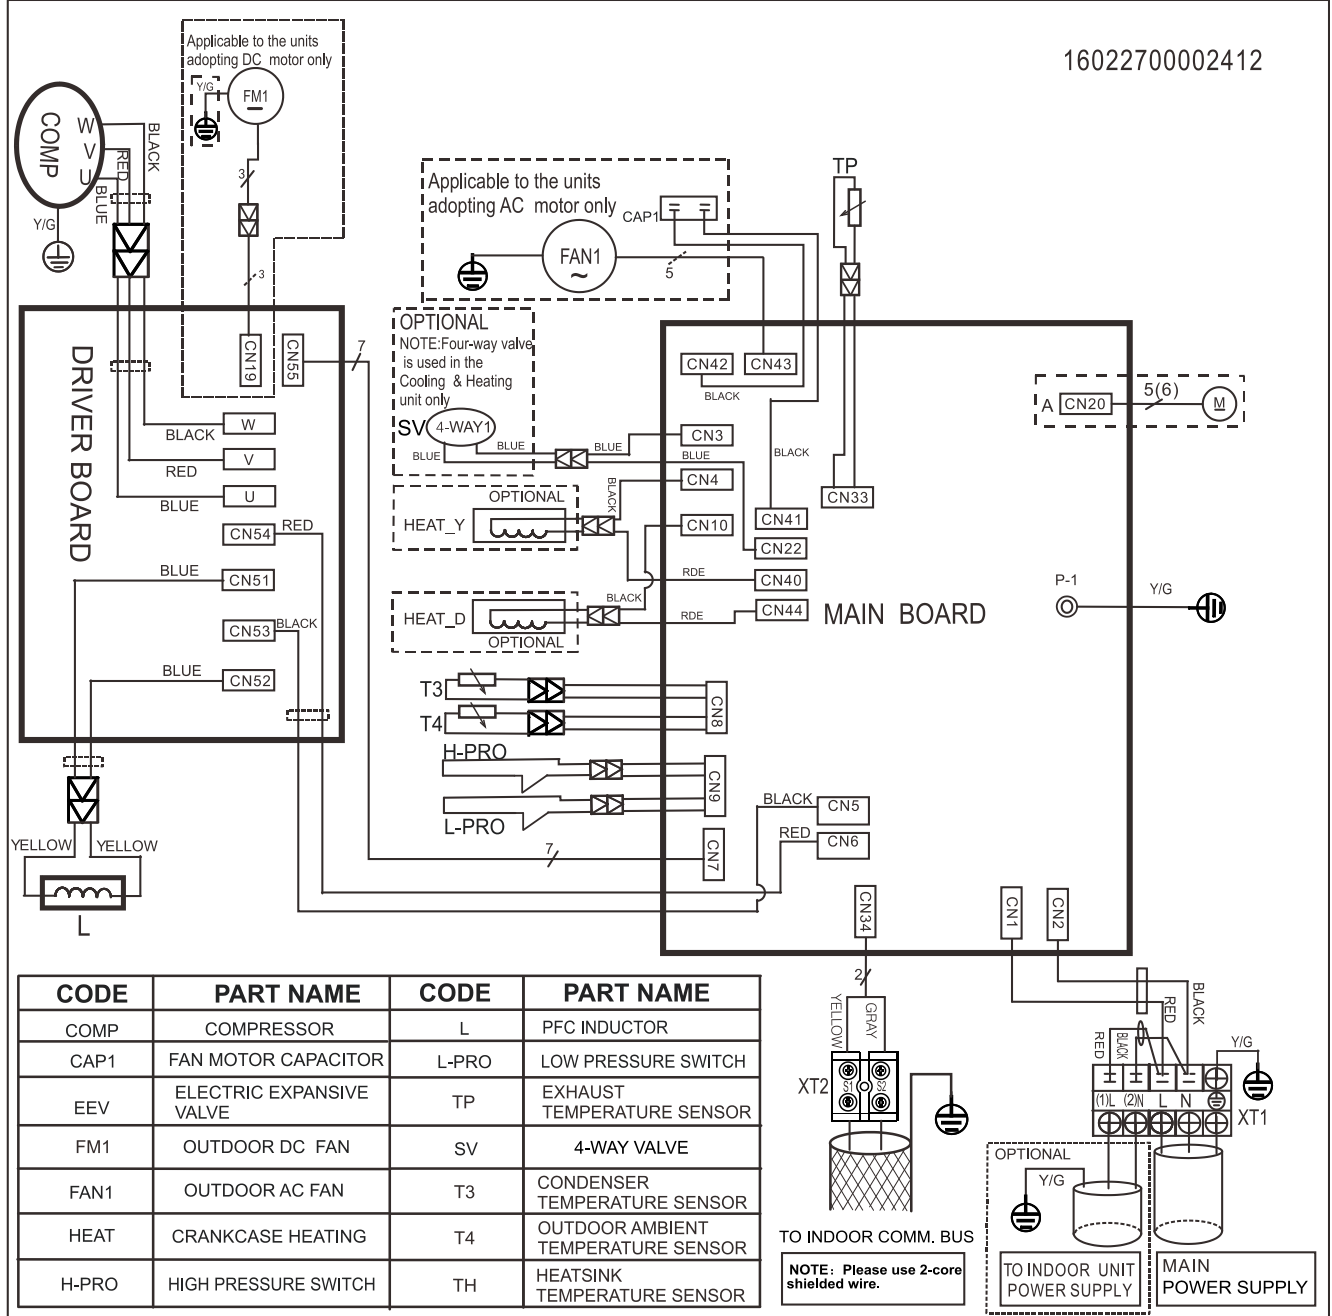 Applicable to the units
adopting DC motor only
16022700002412
Y/G
FM1
COMP
W
V
U
BLACK
RED
BLUE
Y/G
3
3
Applicable to the units
adopting AC motor only
CAP1
FAN1
~
5
TP
OPTIONAL
NOTE:Four-way valve
is used in the
Cooling & Heating
unit only
SV
4-WAY1
BLUE
BLUE
BLUE
BLUE
DRIVER BOARD
CN19
CN55
7
W
BLACK
V
RED
U
BLUE
CN54
RED
CN51
BLUE
CN53
BLACK
CN52
BLUE
YELLOW
YELLOW
L
CN42
CN43
BLACK
CN3
CN4
CN10
BLACK
CN41
CN22
CN40
CN44
CN33
A
CN20
5(6)
M
OPTIONAL
HEAT_Y
BLACK
RDE
HEAT_D
OPTIONAL
BLACK
RDE
MAIN BOARD
P-1
Y/G
T3
T4
CN8
H-PRO
L-PRO
CN9
7
CN7
BLACK
CN5
RED
CN6
CN34
CN1
CN2
2
YELLOW
GRAY
XT2
S1
S2
TO INDOOR COMM. BUS
NOTE: Please use 2-core
shielded wire.
RED
BLACK
RED
BLACK
Y/G
(1)L
(2)N
L
N
XT1
OPTIONAL
Y/G
TO INDOOR UNIT
POWER SUPPLY
MAIN
POWER SUPPLY
CODE PART NAME CODE PART NAME
COMP COMPRESSOR L PFC INDUCTOR
CAP1 FAN MOTOR CAPACITOR L-PRO LOW PRESSURE SWITCH
EEV ELECTRIC EXPANSIVE
VALVE
TP EXHAUST
TEMPERATURE SENSOR
FM1 OUTDOOR DC FAN SV 4-WAY VALVE
FAN1 OUTDOOR AC FAN T3 CONDENSER
TEMPERATURE SENSOR
HEAT CRANKCASE HEATING T4 OUTDOOR AMBIENT
TEMPERATURE SENSOR
H-PRO HIGH PRESSURE SWITCH TH HEATSINK
TEMPERATURE SENSOR